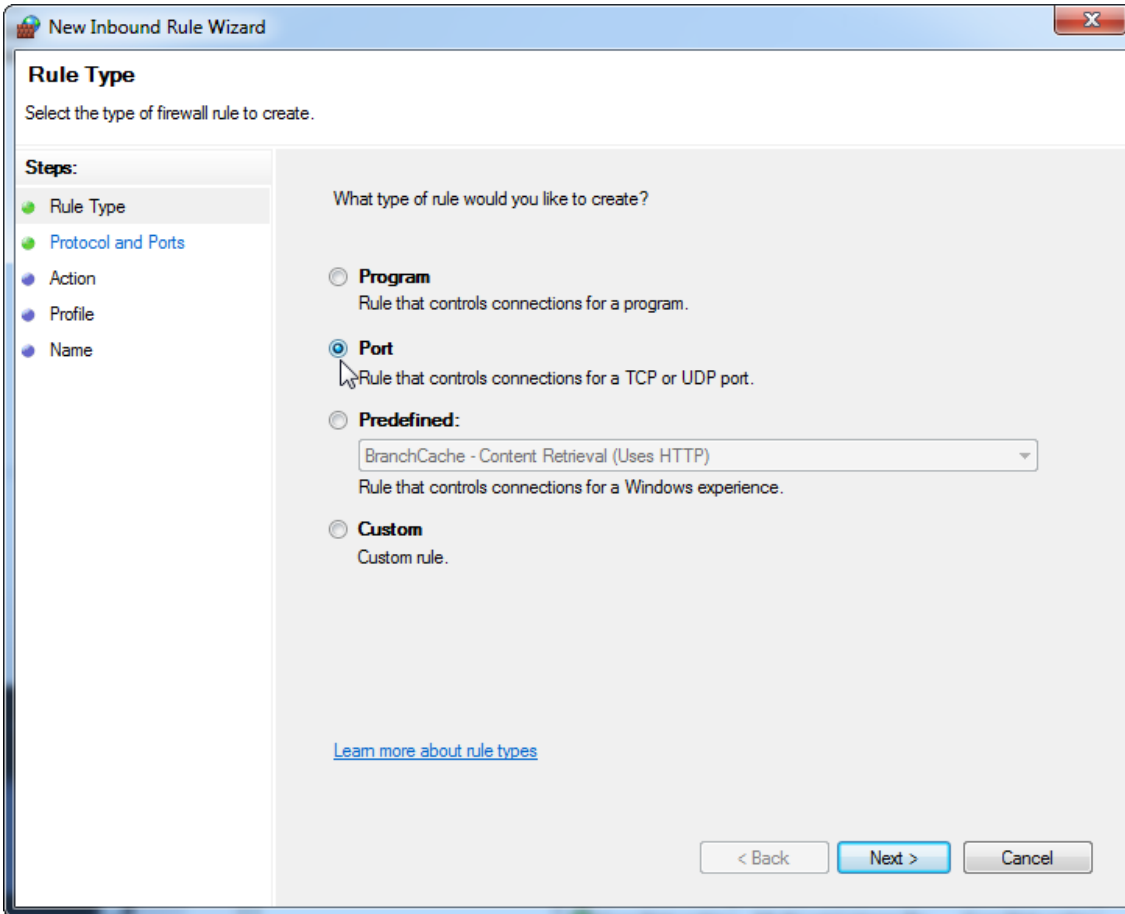 New Inbound Rule Wizard
X
Rule Type
Select the type of firewall rule to create.
Steps:
Rule Type
Protocol and Ports
Action
Profile
Name
What type of rule would you like to create?
Program
Rule that controls connections for a program.
Port
Rule that controls connections for a TCP or UDP port.
Predefined:
BranchCache - Content Retrieval (Uses HTTP)
Rule that controls connections for a Windows experience.
Custom
Custom rule.
Learn more about rule types
< Back Next > Cancel